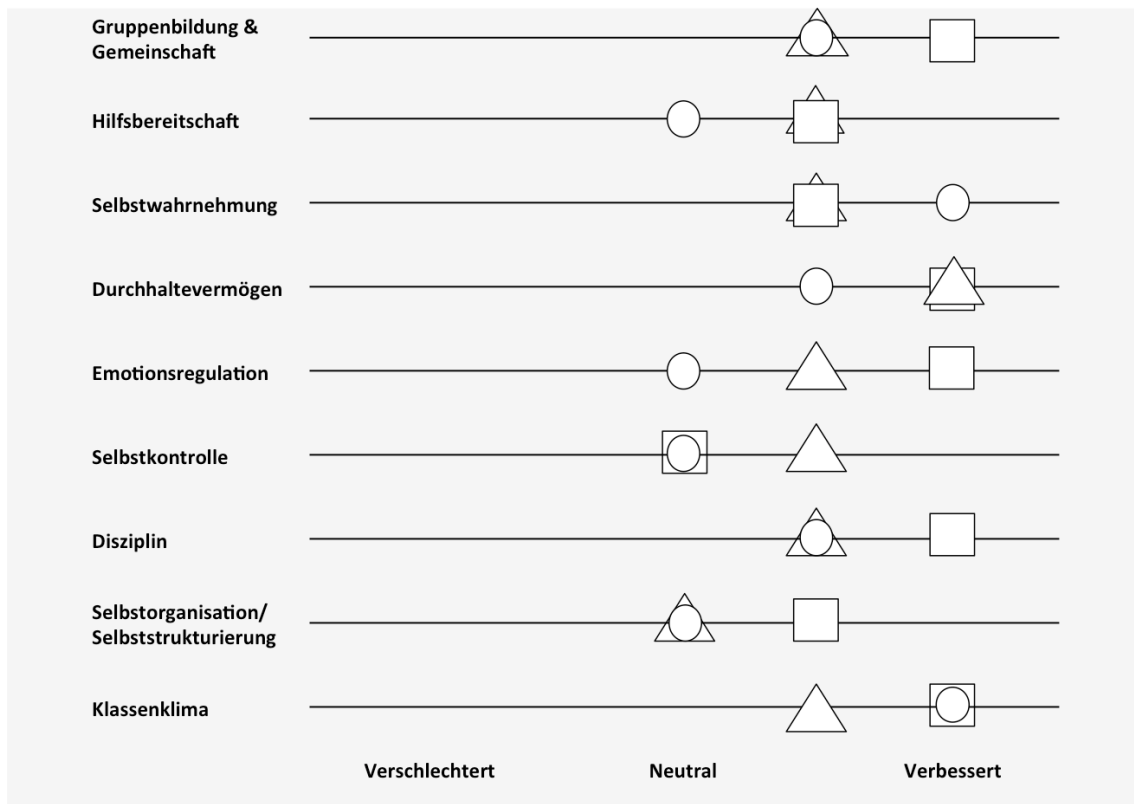 Gruppenbildung &
Gemeinschaft
Hilfsbereitschaft
Selbstwahrnehmung
Durchhaltevermögen
Emotionsregulation
Selbstkontrolle
Disziplin
Selbstorganisation/
Selbststrukturierung
Klassenklima
Verschlechtert Neutral Verbessert